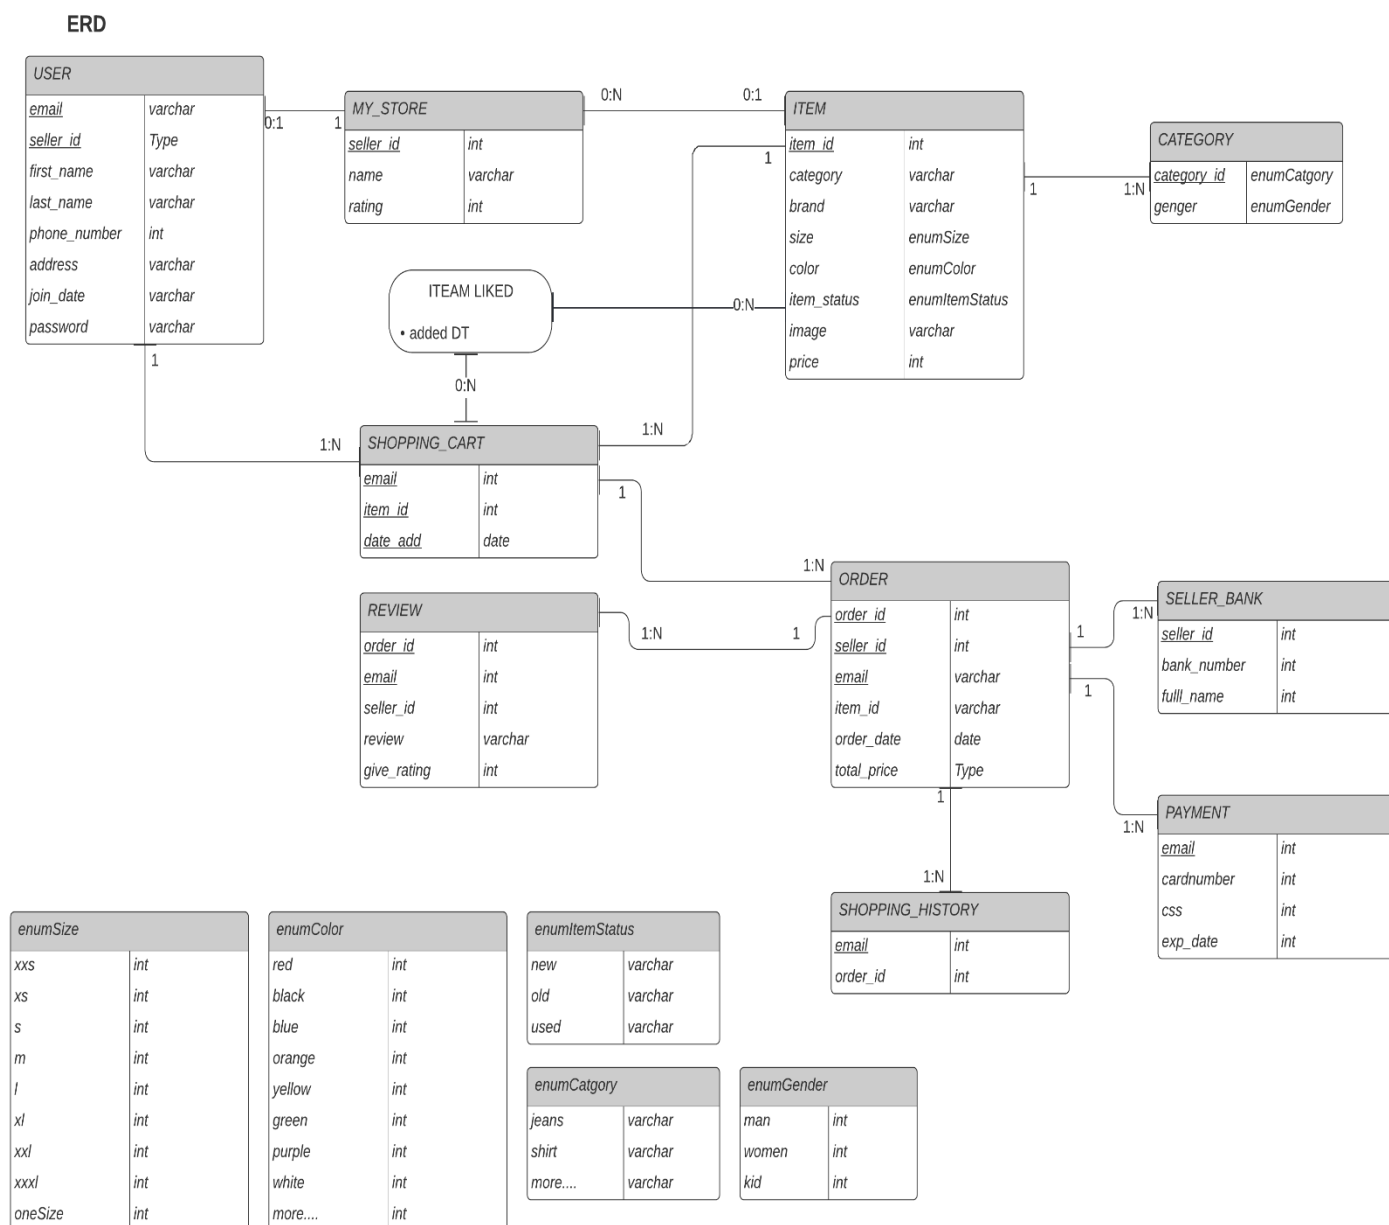 ERD
USER
email varchar
seller_id Type
first_name varchar
last_name varchar
phone_number int
address varchar
join_date varchar
password varchar
0:1
1
MY_STORE
seller_id int
name varchar
rating int
0:N
0:1
ITEM
item_id int
category varchar
brand varchar
size enumSize
color enumColor
item_status enumItemStatus
image varchar
price int
1
1
1:N
CATEGORY
category_id enumCatgory
genger enumGender
ITEAM LIKED
• added DT
0:N
0:N
1
1:N
1:N
SHOPPING_CART
email int
item_id int
date_add date
1
1:N
REVIEW
order_id int
email int
seller_id int
review varchar
give_rating int
1:N
1
ORDER
order_id int
seller_id int
email varchar
item_id varchar
order_date date
total_price Type
1
1:N
SELLER_BANK
seller_id int
bank_number int
fulll_name int
1
1:N
PAYMENT
email int
cardnumber int
css int
exp_date int
1
1:N
SHOPPING_HISTORY
email int
order_id int
enumSize
xxs int
xs int
s int
m int
l int
xl int
xxl int
xxxl int
oneSize int
enumColor
red int
black int
blue int
orange int
yellow int
green int
purple int
white int
more.... int
enumItemStatus
new varchar
old varchar
used varchar
enumCatgory
jeans varchar
shirt varchar
more.... varchar
enumGender
man int
women int
kid int